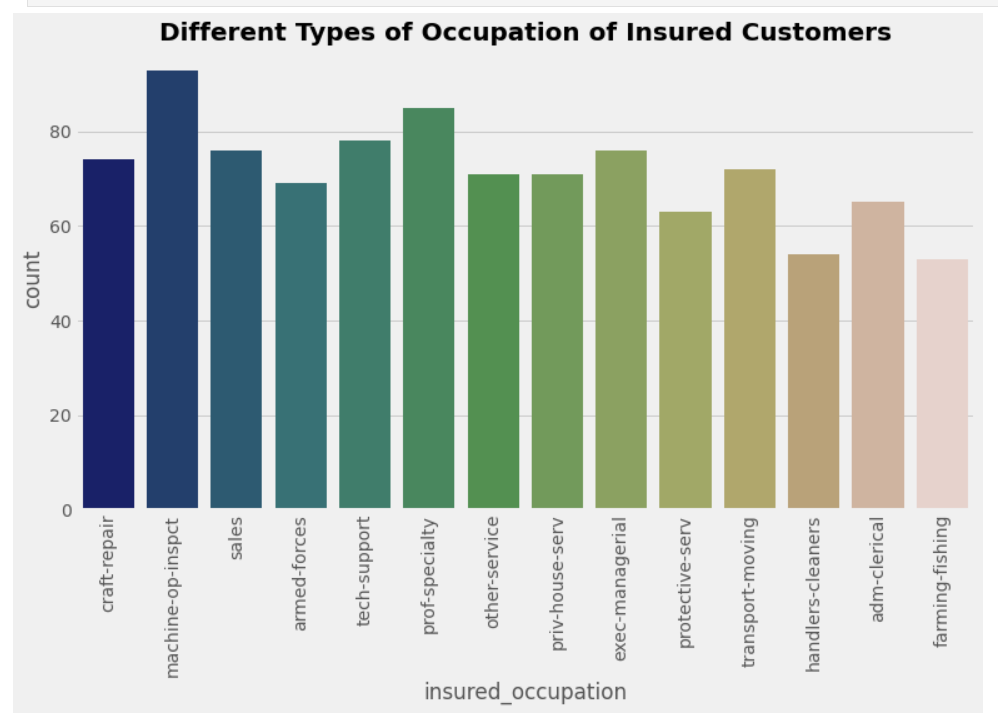 Different Types of Occupation of Insured Customers
80
60
40
20
0
count
craft-repair
machine-op-inspct
sales
armed-forces
tech-support
prof-specialty
other-service
priv-house-serv
exec-managerial
protective-serv
transport-moving
handlers-cleaners
adm-clerical
farming-fishing
insured_occupation